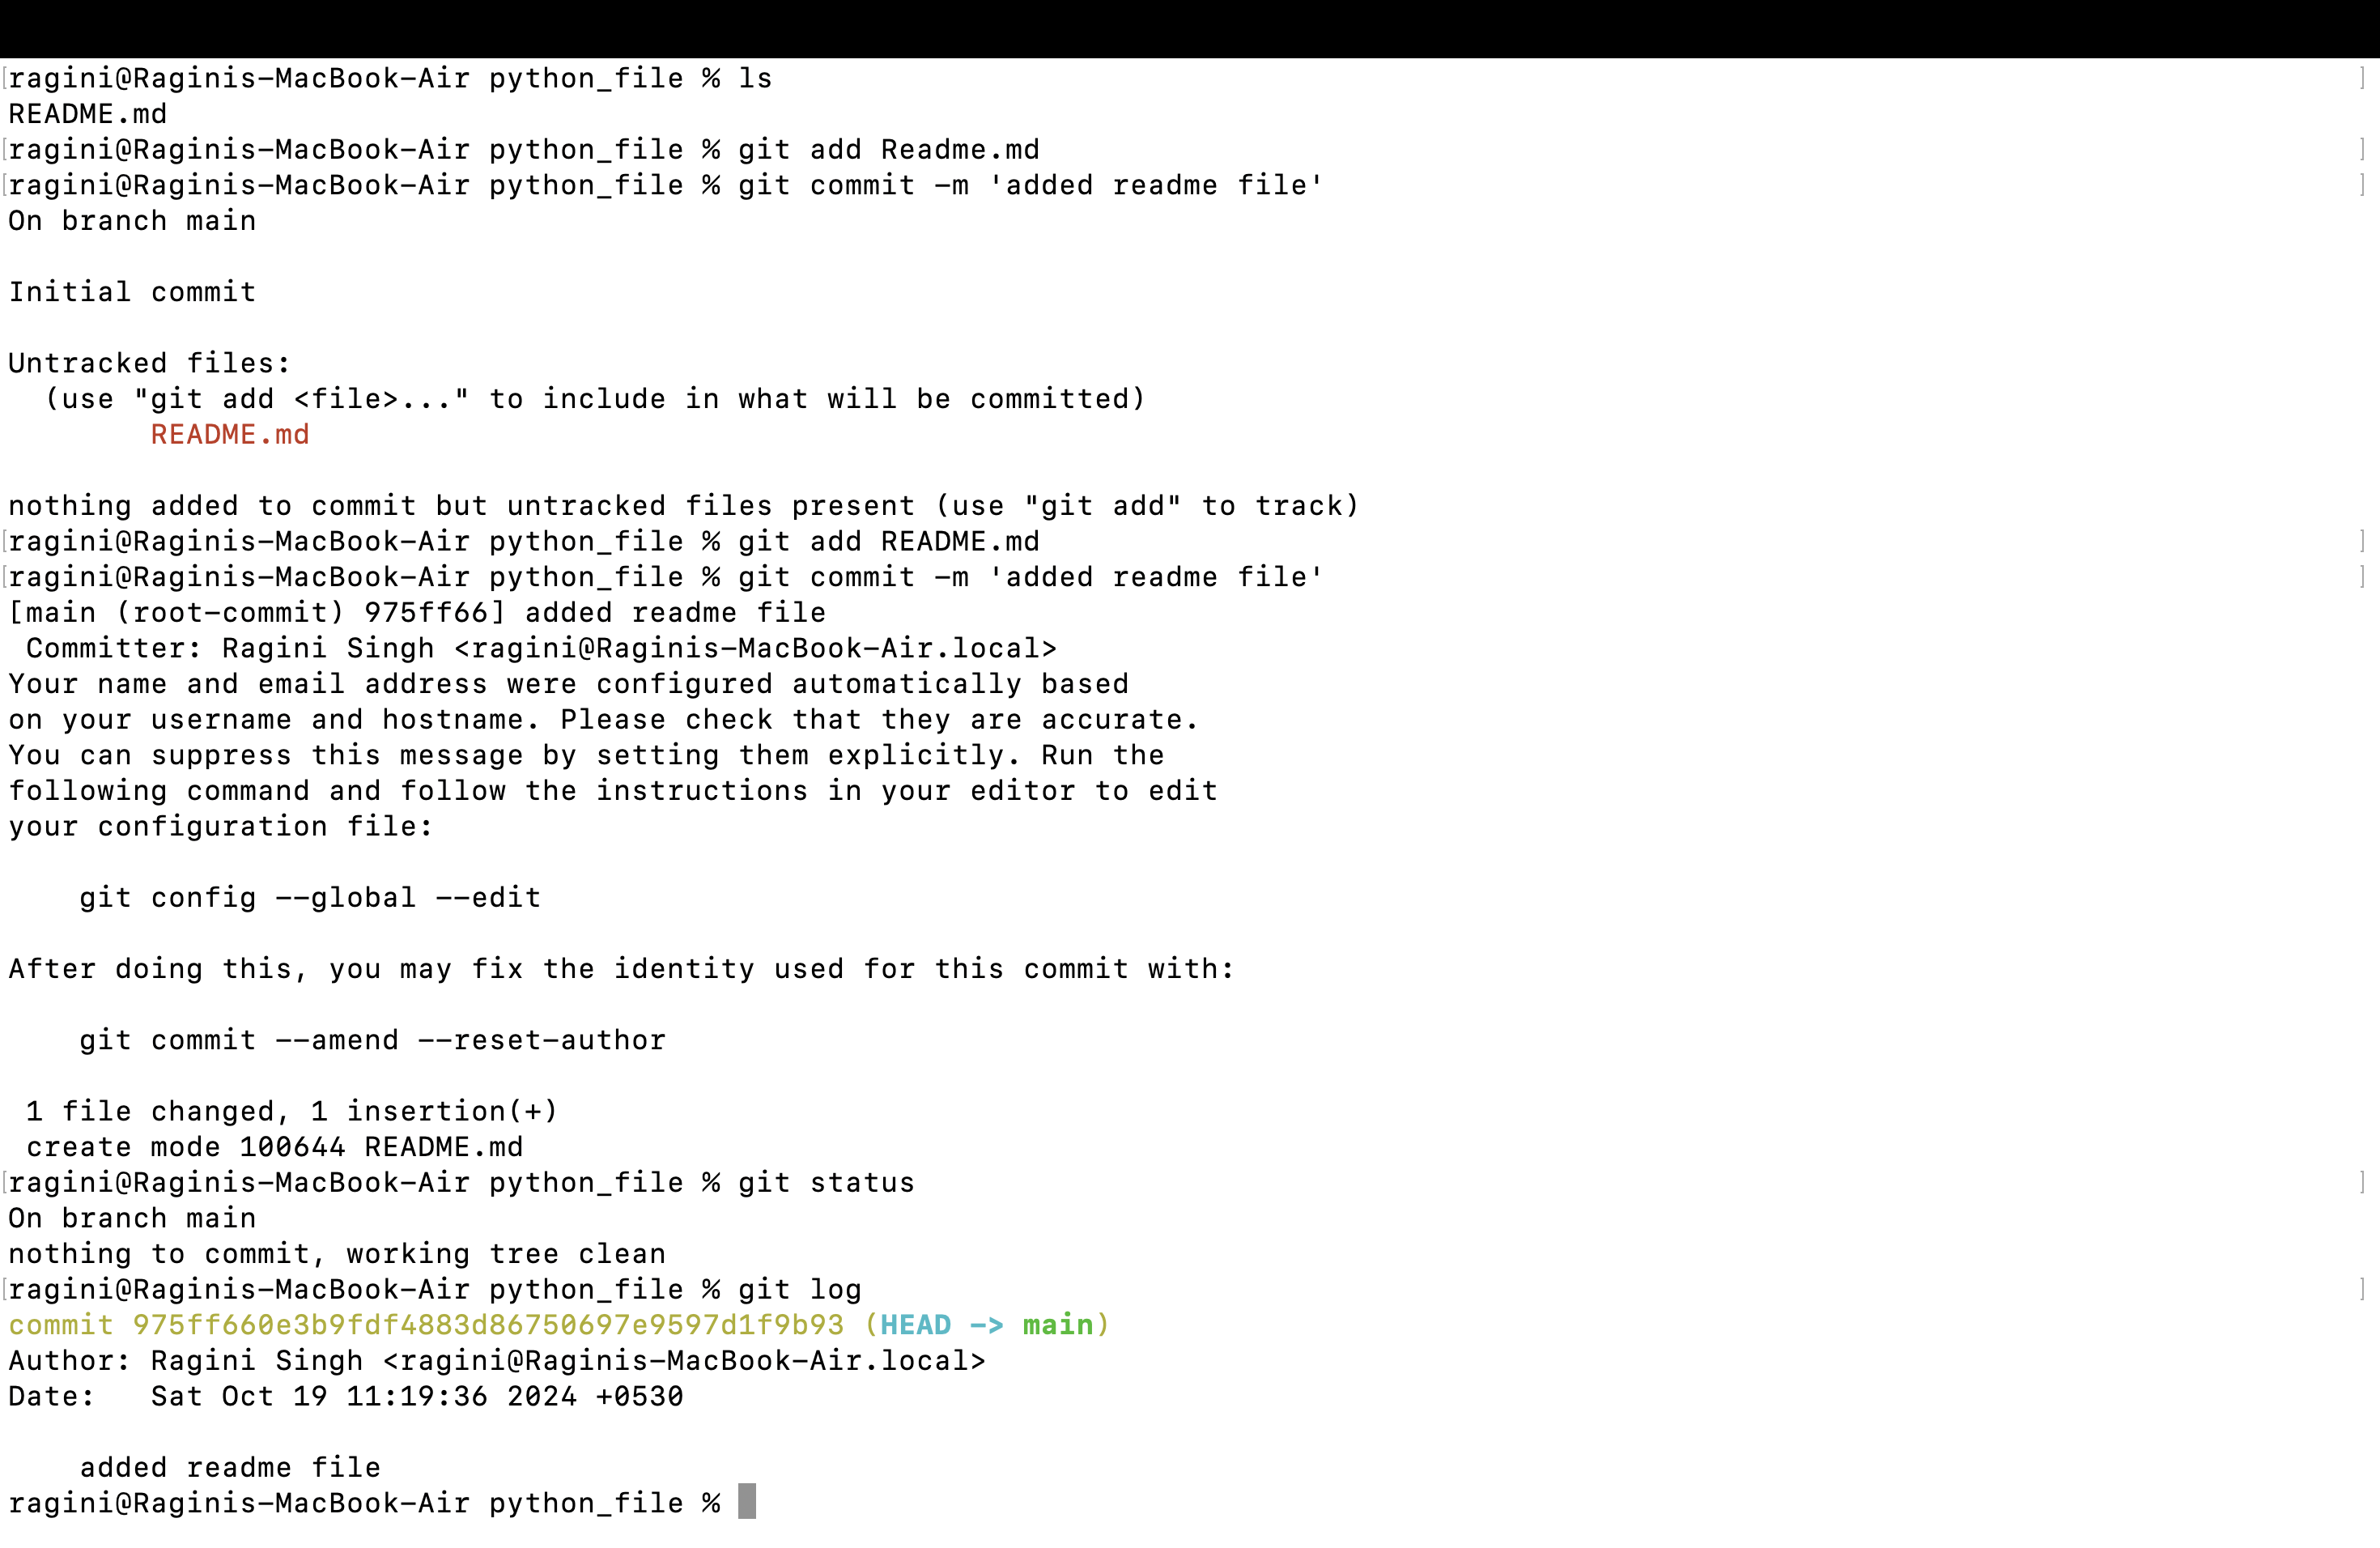 ragini@Raginis-MacBook-Air python_file % ls
README.md
ragini@Raginis-MacBook-Air python_file % git add Readme.md
ragini@Raginis-MacBook-Air python_file % git commit -m 'added readme file'
On branch main

Initial commit

Untracked files:
  (use "git add <file>..." to include in what will be committed)
        README.md

nothing added to commit but untracked files present (use "git add" to track)
ragini@Raginis-MacBook-Air python_file % git add README.md
ragini@Raginis-MacBook-Air python_file % git commit -m 'added readme file'
[main (root-commit) 975ff66] added readme file
 Committer: Ragini Singh <ragini@Raginis-MacBook-Air.local>
Your name and email address were configured automatically based
on your username and hostname. Please check that they are accurate.
You can suppress this message by setting them explicitly. Run the
following command and follow the instructions in your editor to edit
your configuration file:

    git config --global --edit

After doing this, you may fix the identity used for this commit with:

    git commit --amend --reset-author

 1 file changed, 1 insertion(+)
 create mode 100644 README.md
ragini@Raginis-MacBook-Air python_file % git status
On branch main
nothing to commit, working tree clean
ragini@Raginis-MacBook-Air python_file % git log
commit 975ff660e3b9fdf4883d86750697e9597d1f9b93 (HEAD -> main)
Author: Ragini Singh <ragini@Raginis-MacBook-Air.local>
Date:   Sat Oct 19 11:19:36 2024 +0530

    added readme file
ragini@Raginis-MacBook-Air python_file %